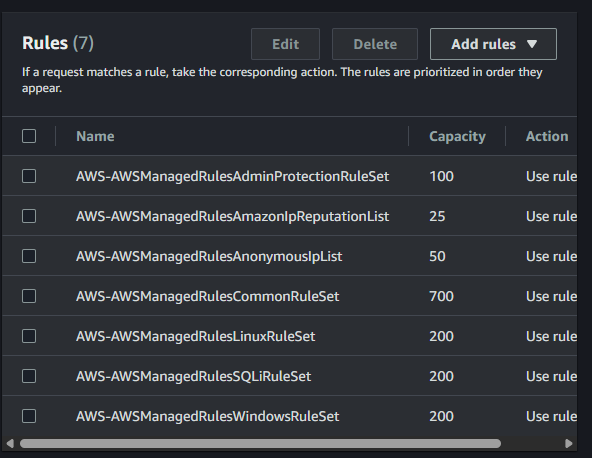 Rules (7)
Edit
Delete
Add rules
If a request matches a rule, take the corresponding action. The rules are prioritized in order they
appear.
Name Capacity Action
AWS-AWSManagedRulesAdminProtectionRuleSet 100 Use rule
AWS-AWSManagedRulesAmazonIpReputationList 25 Use rule
AWS-AWSManagedRulesAnonymousIpList 50 Use rule
AWS-AWSManagedRulesCommonRuleSet 700 Use rule
AWS-AWSManagedRulesLinuxRuleSet 200 Use rule
AWS-AWSManagedRulesSQLiRuleSet 200 Use rule
AWS-AWSManagedRulesWindowsRuleSet 200 Use rule